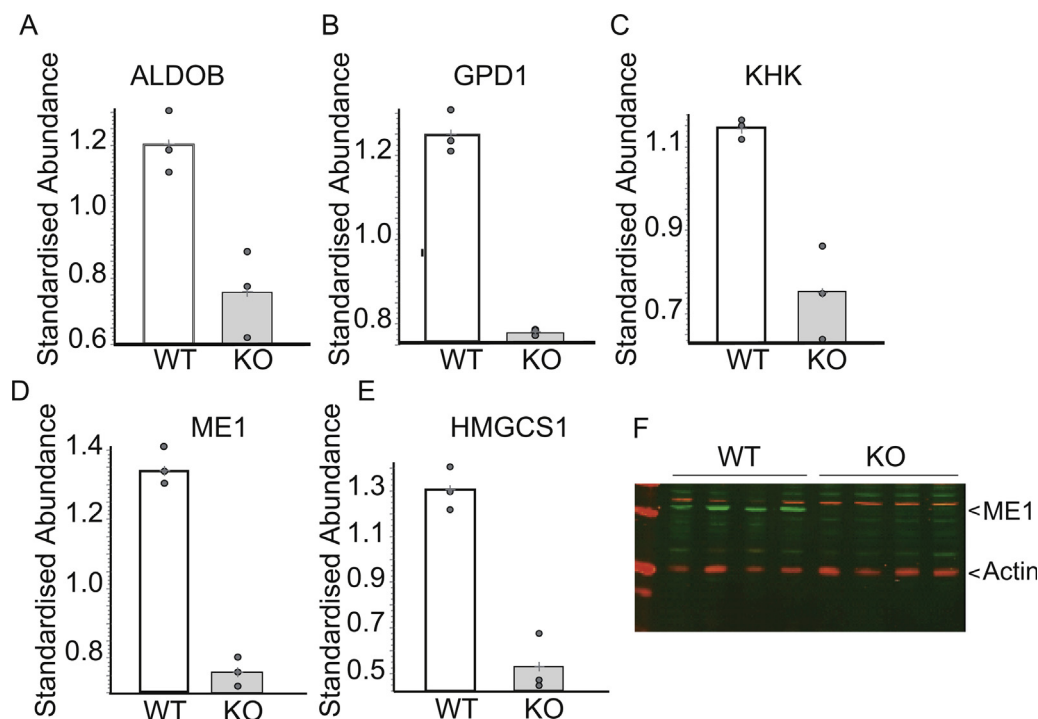 A
ALDOB
Standardised Abundance
1.2
1.0
0.8
0.6
WT
KO
B
GPD1
Standardised Abundance
1.2
1.0
0.8
WT
KO
C
KHK
Standardised Abundance
1.1
0.9
0.7
WT
KO
D
ME1
Standardised Abundance
1.4
1.2
1.0
0.8
WT
KO
E
HMGCS1
Standardised Abundance
1.3
1.1
0.9
0.7
0.5
WT
KO
F
WT
KO
<ME1
<Actin